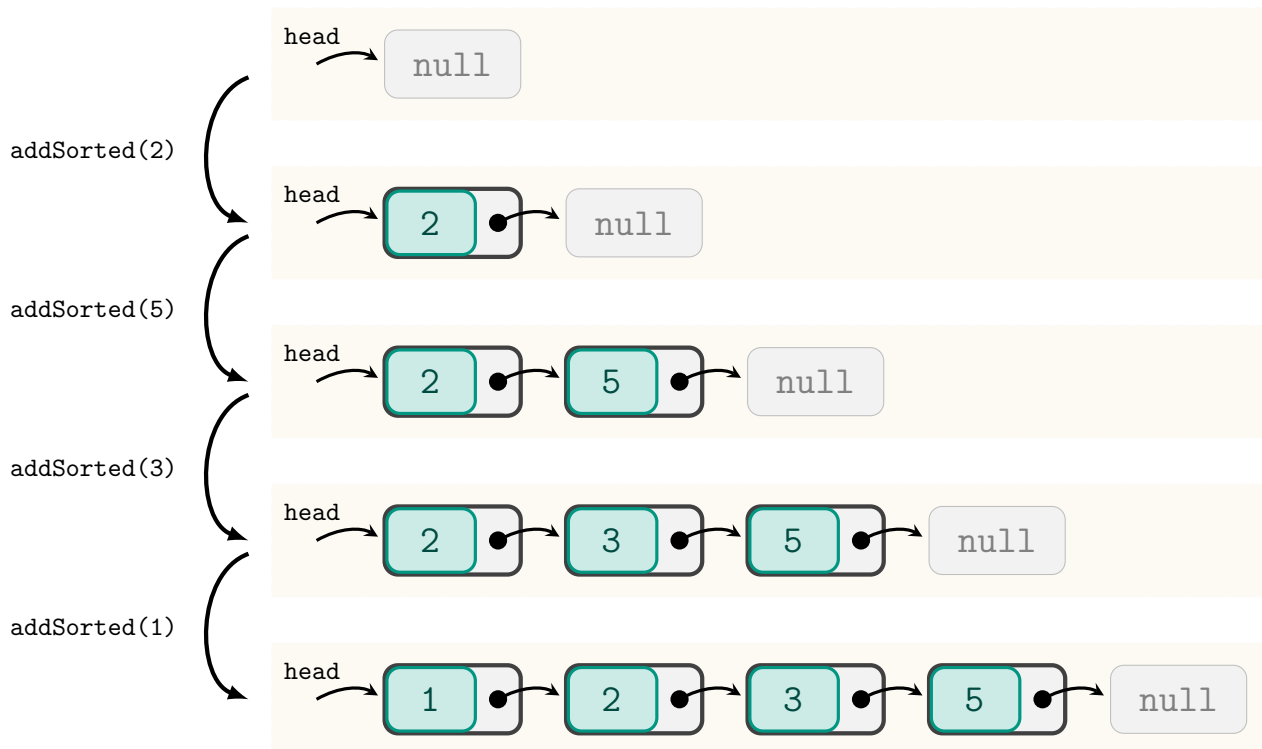 head
null
addSorted(2)
head
2
null
addSorted(5)
head
2
5
null
addSorted(3)
head
2
3
5
null
addSorted(1)
head
1
2
3
5
null